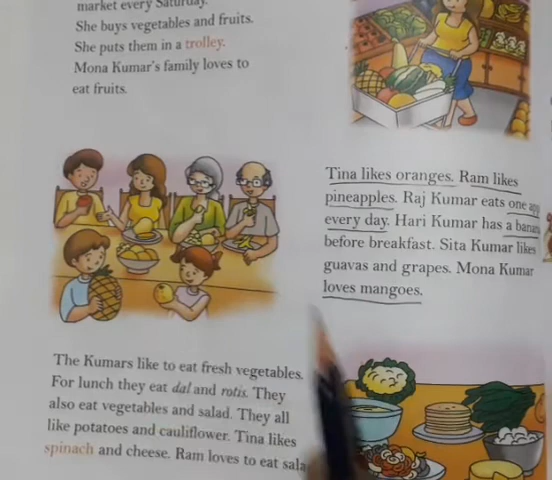 market every Saturday.
She buys vegetables and fruits.
She puts them in a trolley.
Mona Kumar's family loves to
eat fruits.
Tina likes oranges. Ram likes
pineapples. Raj Kumar eats one
every day. Hari Kumar has a banana
before breakfast. Sita Kumar likes
guavas and grapes. Mona Kumar
loves mangoes.
The Kumars like to eat fresh vegetables.
For lunch they eat dal and rotis. They
also eat vegetables and salad. They all
like potatoes and cauliflower. Tina likes
spinach and cheese. Ram loves to eat